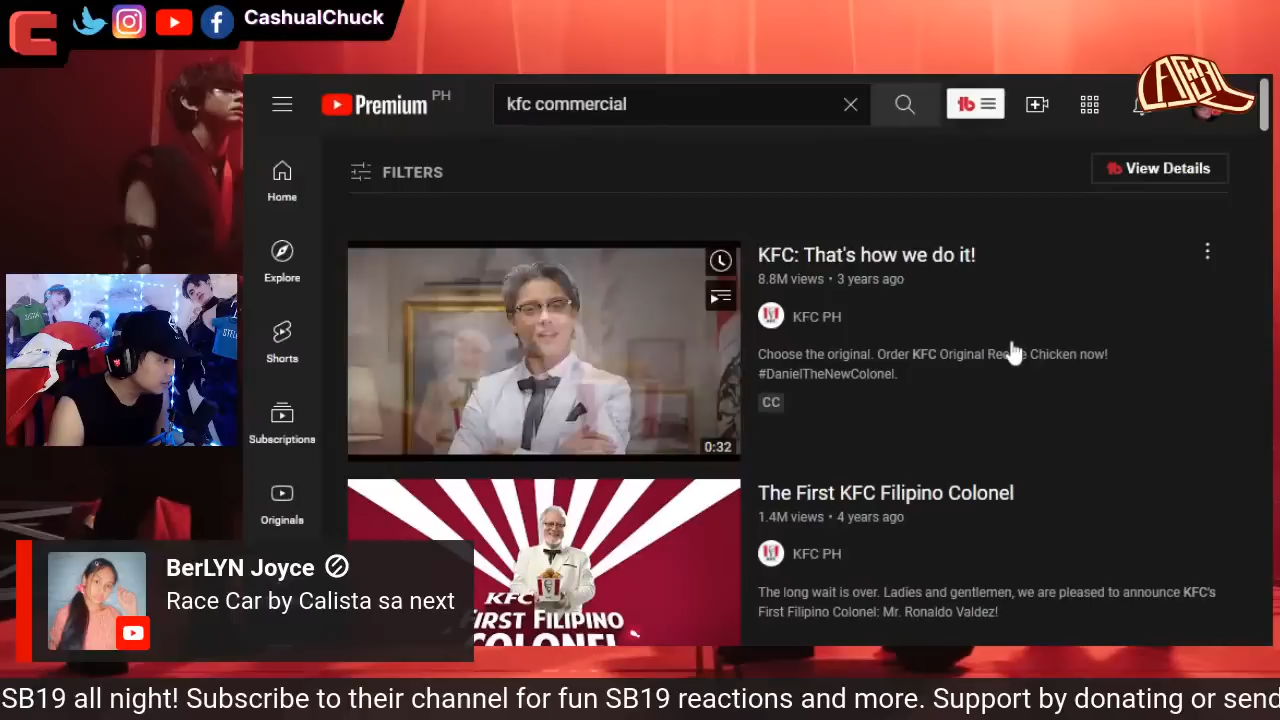 CashualChuck
CASHUAL
Premium PH
kfc commercial
FILTERS
View Details
Home
Explore
Shorts
Subscriptions
Originals
KFC: That's how we do it!
8.8M views • 3 years ago
KFC PH
Choose the original. Order KFC Original Recipe Chicken now!
#DanielTheNewColonel.
CC
0:32
The First KFC Filipino Colonel
1.4M views • 4 years ago
KFC PH
The long wait is over. Ladies and gentlemen, we are pleased to announce KFC's
First Filipino Colonel: Mr. Ronaldo Valdez!
KFC
FIRST FILIPINO
COLONEL
BerLYN Joyce
Race Car by Calista sa next
SB19 all night! Subscribe to their channel for fun SB19 reactions and more. Support by donating or send